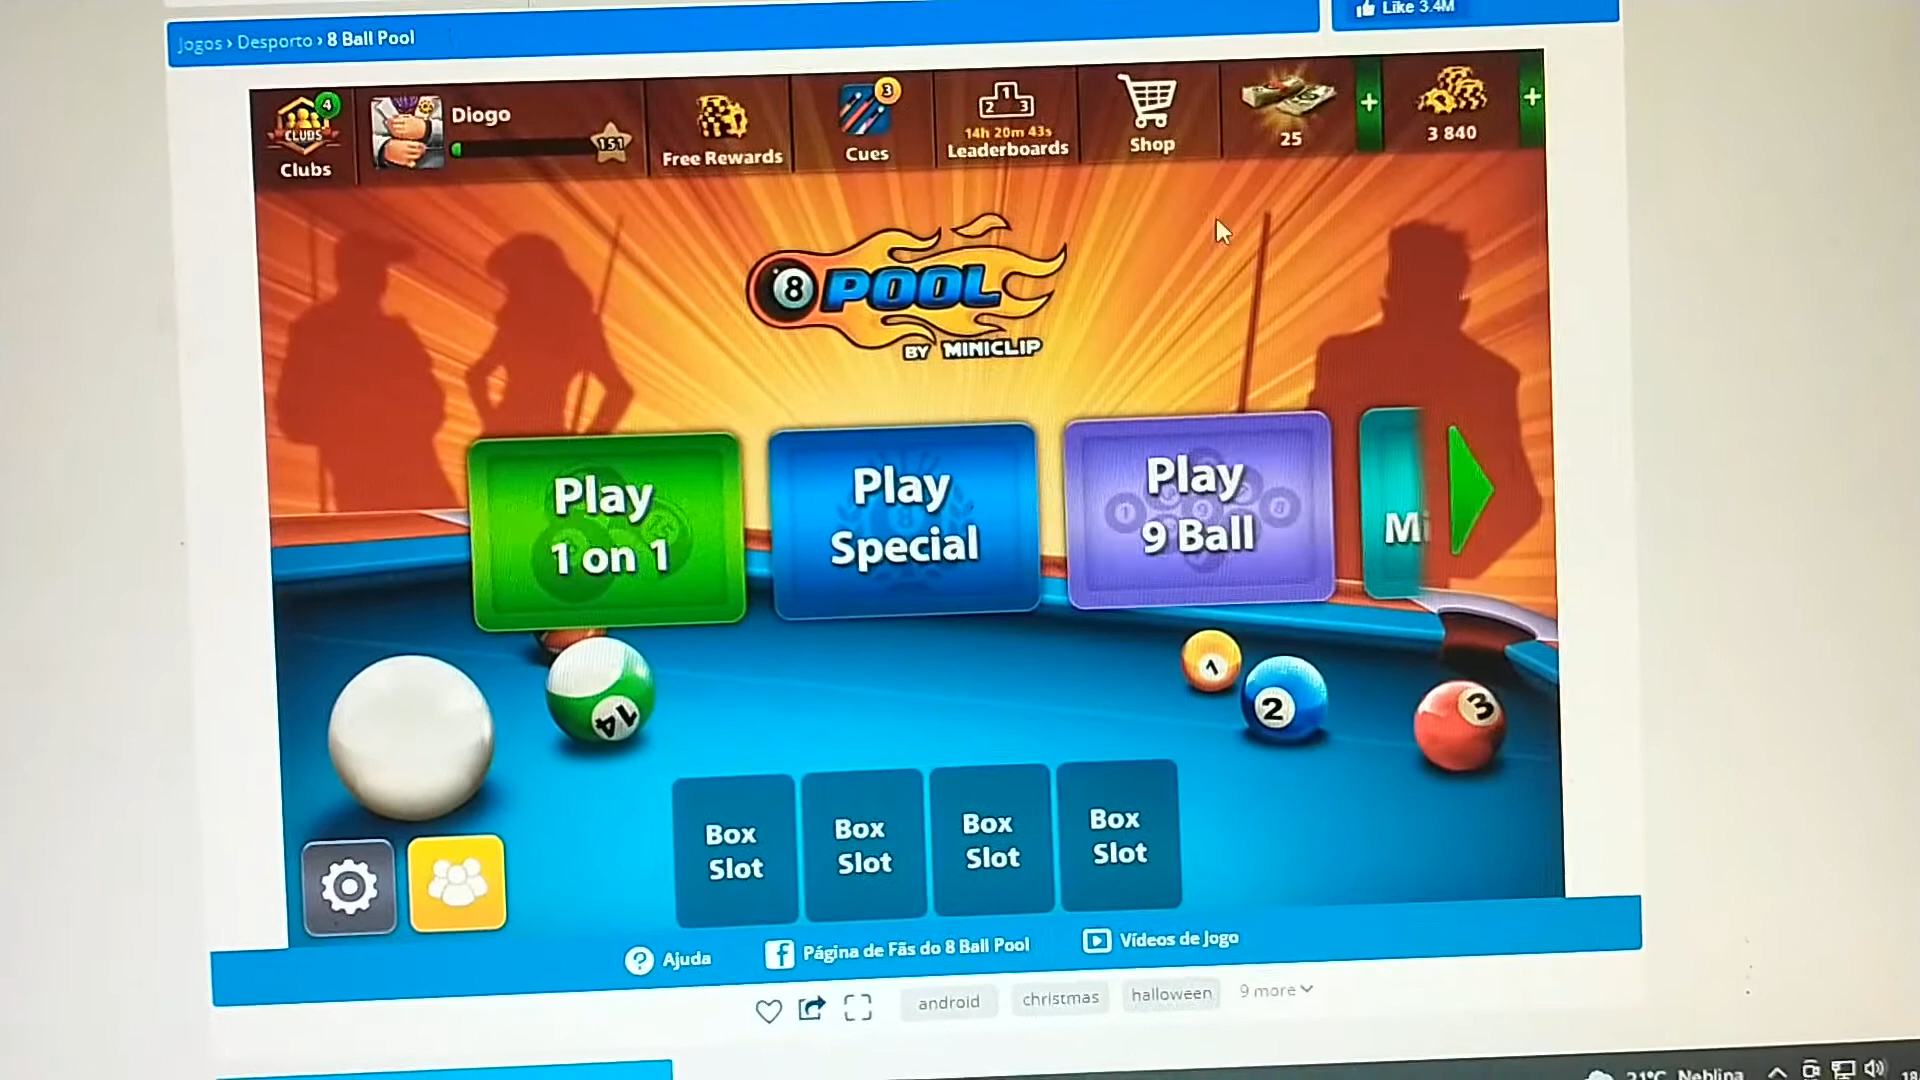 Jogos › Desporto › 8 Ball Pool
Like 3.4M
CLUBS
4
Clubs
Diogo
151
Free Rewards
3
Cues
1
2 3
14h 20m 43s
Leaderboards
Shop
25
+
3 840
+
8 POOL
BY MINICLIP
Play
1 on 1
Play
Special
Play
9 Ball
Mi
14
1
2
3
Box
Slot
Box
Slot
Box
Slot
Box
Slot
? Ajuda
f Página de Fãs do 8 Ball Pool
Vídeos de Jogo
android
christmas
halloween
9 more
21°C Neblina
18